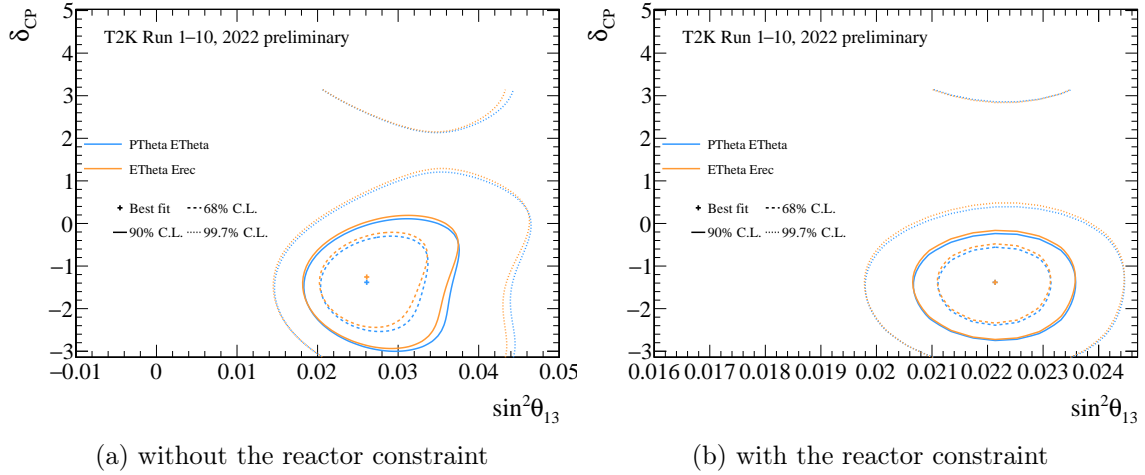 δCP
T2K Run 1–10, 2022 preliminary
5
4
3
2
1
0
−1
−2
−3
PTheta ETheta
ETheta Erec
Best fit 68% C.L.
90% C.L. 99.7% C.L.
−0.01 0 0.01 0.02 0.03 0.04 0.05
sin²θ13
(a) without the reactor constraint
δCP
T2K Run 1–10, 2022 preliminary
5
4
3
2
1
0
−1
−2
−3
PTheta ETheta
ETheta Erec
Best fit 68% C.L.
90% C.L. 99.7% C.L.
0.016 0.017 0.018 0.019 0.02 0.021 0.022 0.023 0.024
sin²θ13
(b) with the reactor constraint